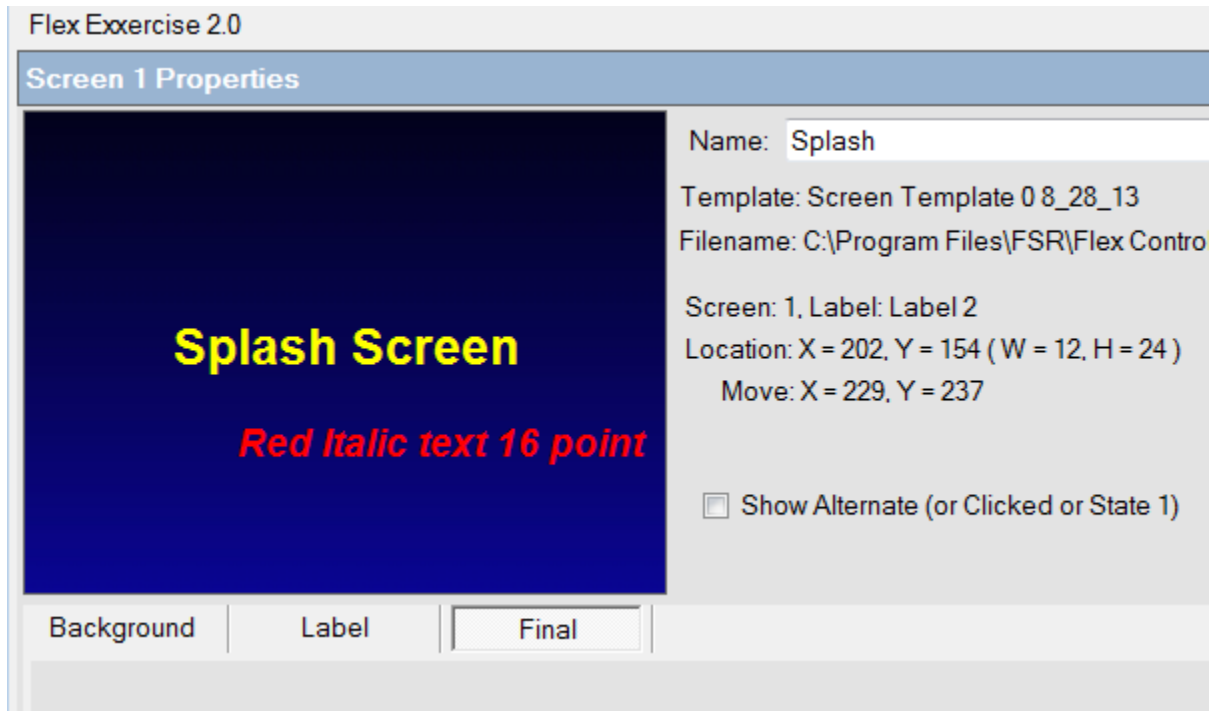 Flex Exxercise 2.0
Screen 1 Properties
Splash Screen
Red Italic text 16 point
Name: Splash
Template: Screen Template 0 8_28_13
Filename: C:\Program Files\FSR\Flex Contro
Screen: 1, Label: Label 2
Location: X = 202, Y = 154 ( W = 12, H = 24 )
Move: X = 229, Y = 237
Show Alternate (or Clicked or State 1)
Background Label Final